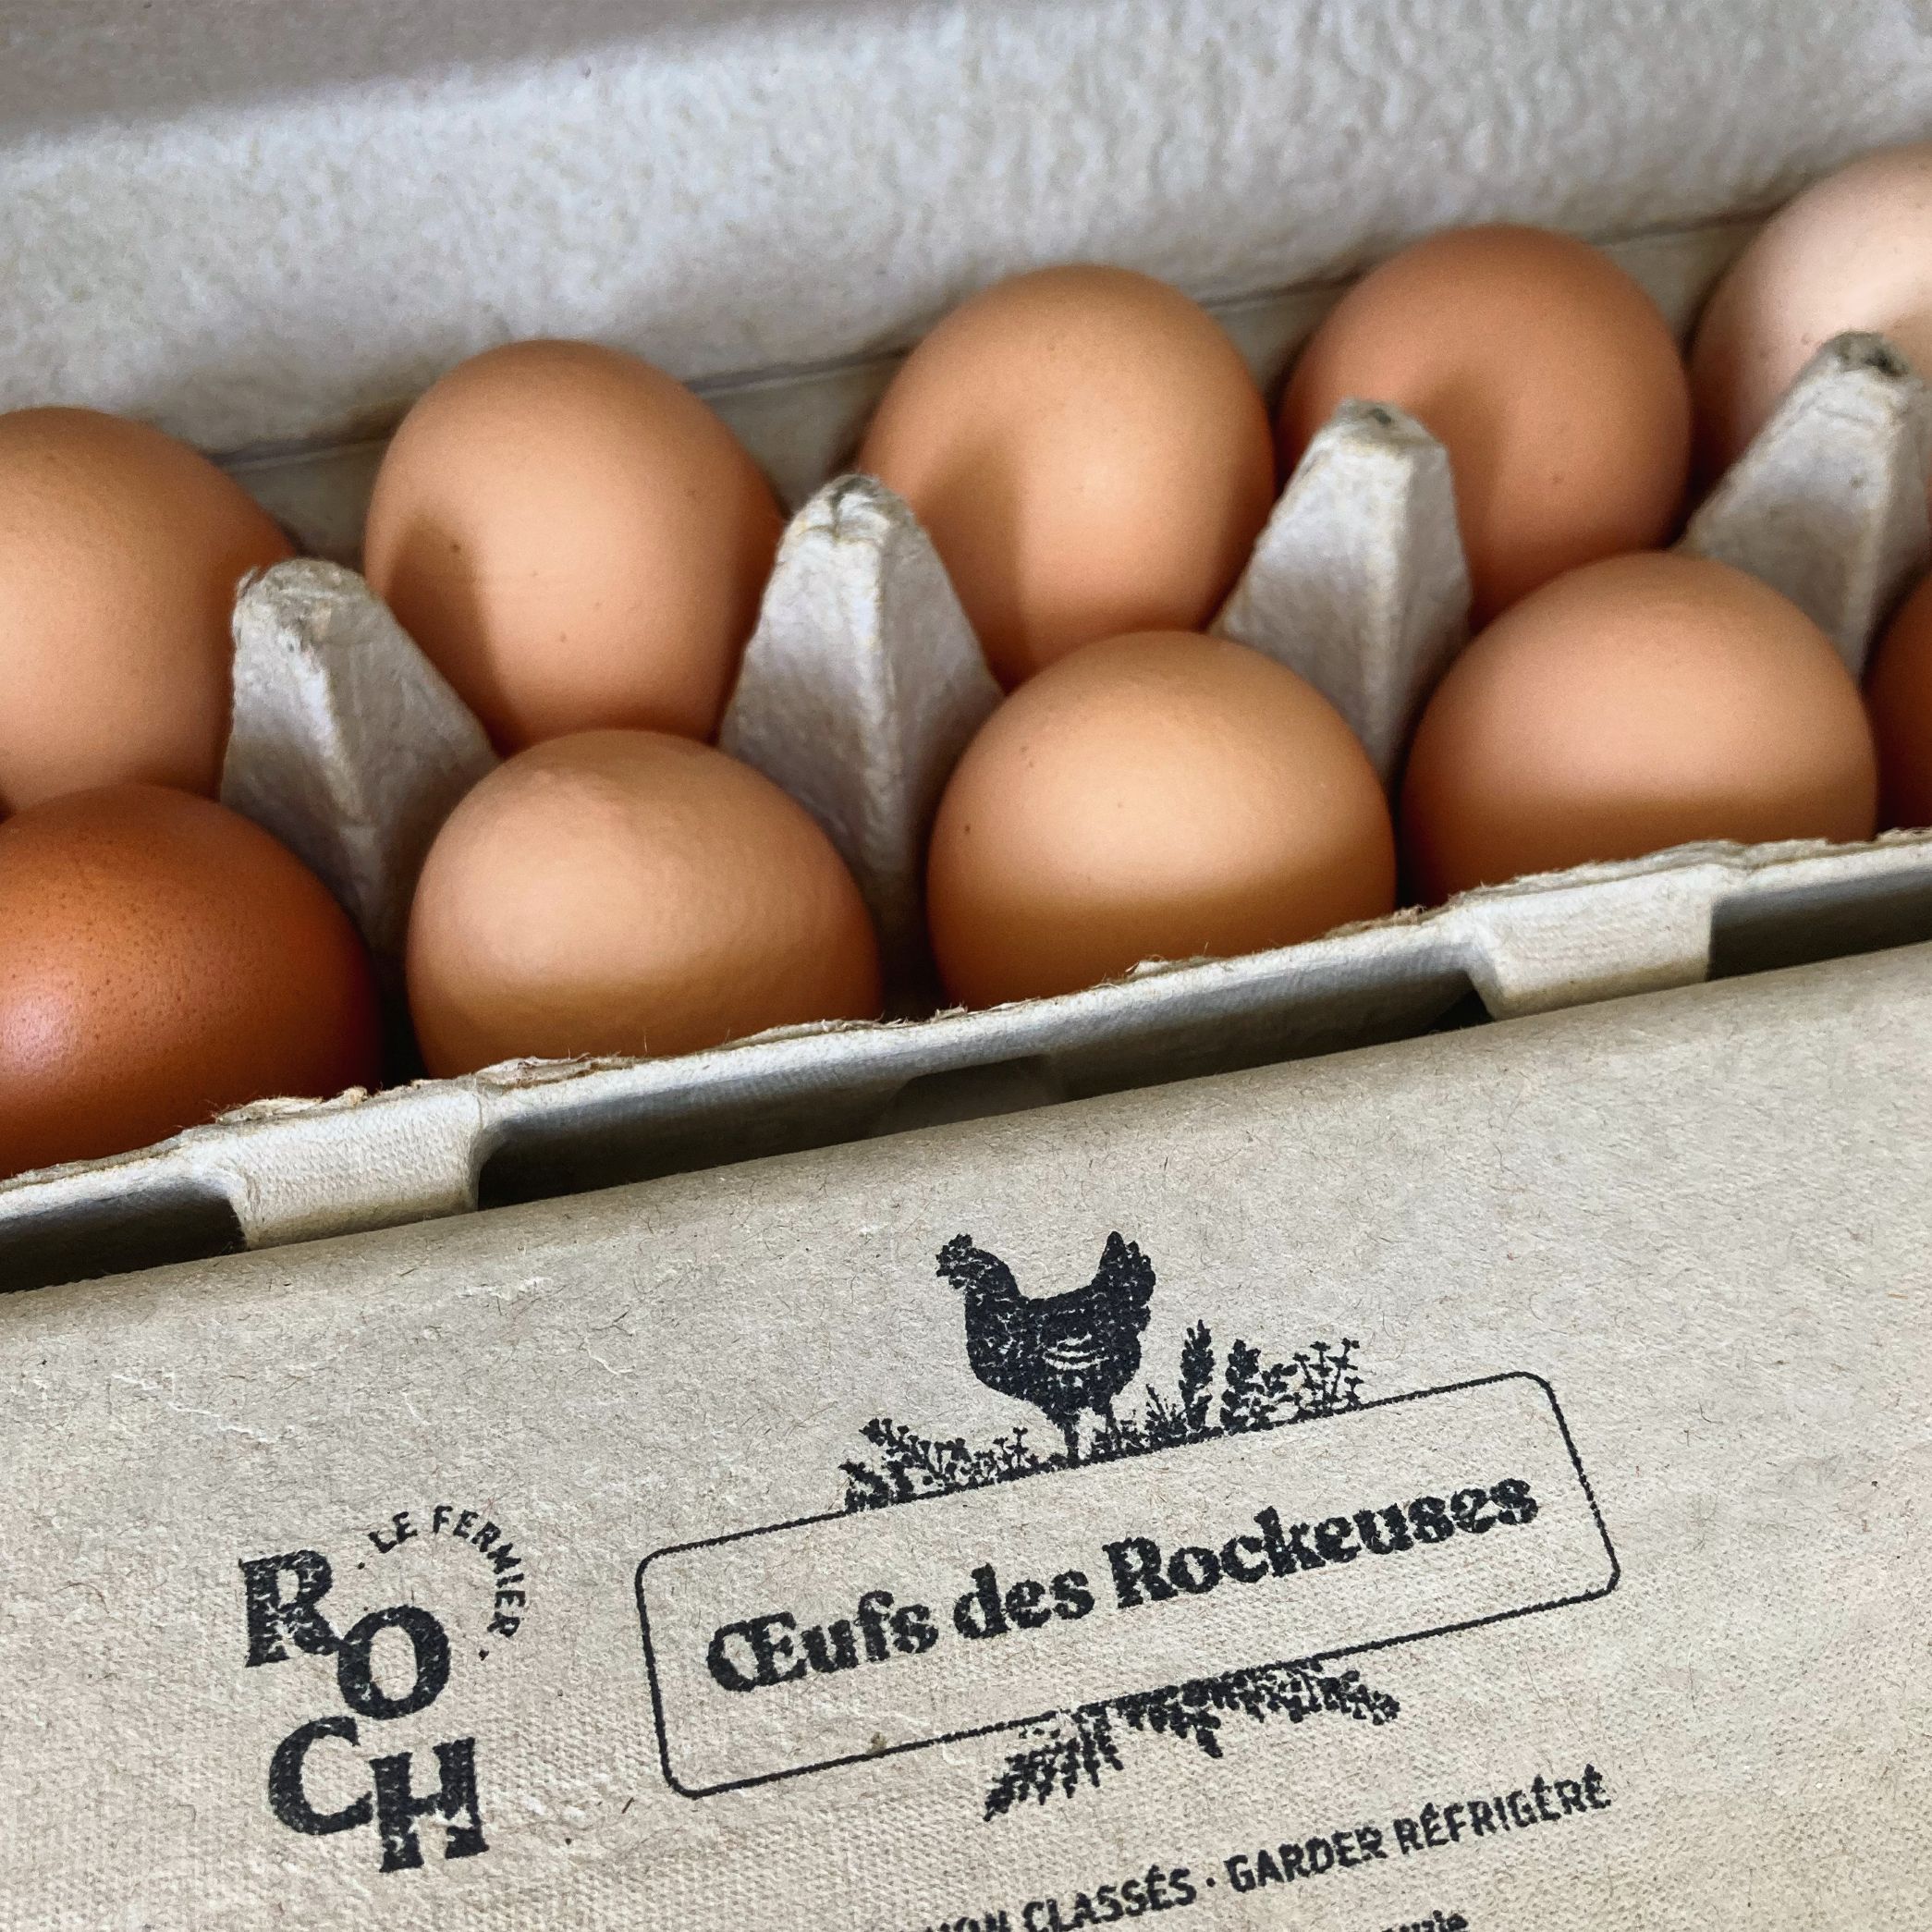 LE FERMIER
ROCH
Œufs des Rockeuses
NON CLASSÉS · GARDER RÉFRIGÉRÉ